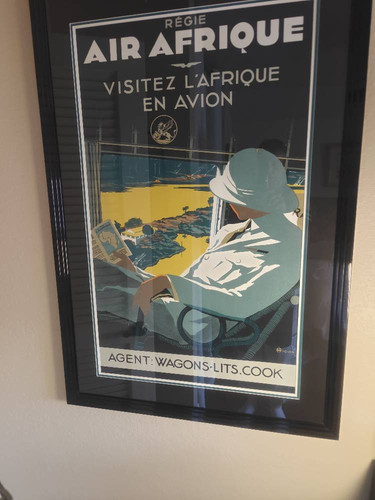 RÉGIE
AIR AFRIQUE
VISITEZ L'AFRIQUE
EN AVION
AGENT: WAGONS-LITS.COOK